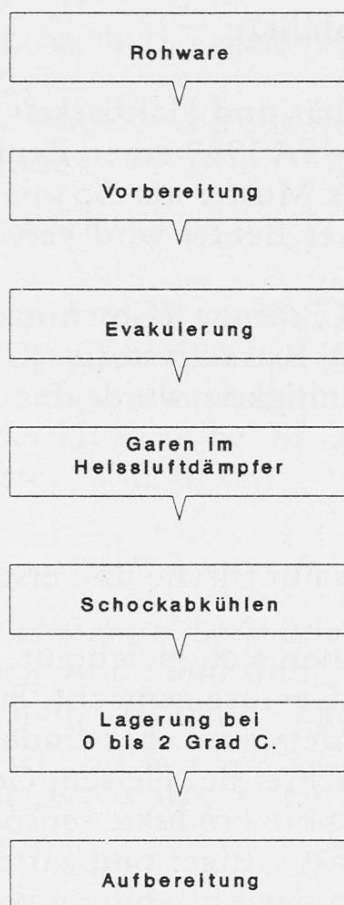 Rohware
Vorbereitung
Evakuierung
Garen im
Heissluftdämpfer
Schockabkühlen
Lagerung bei
0 bis 2 Grad C.
Aufbereitung